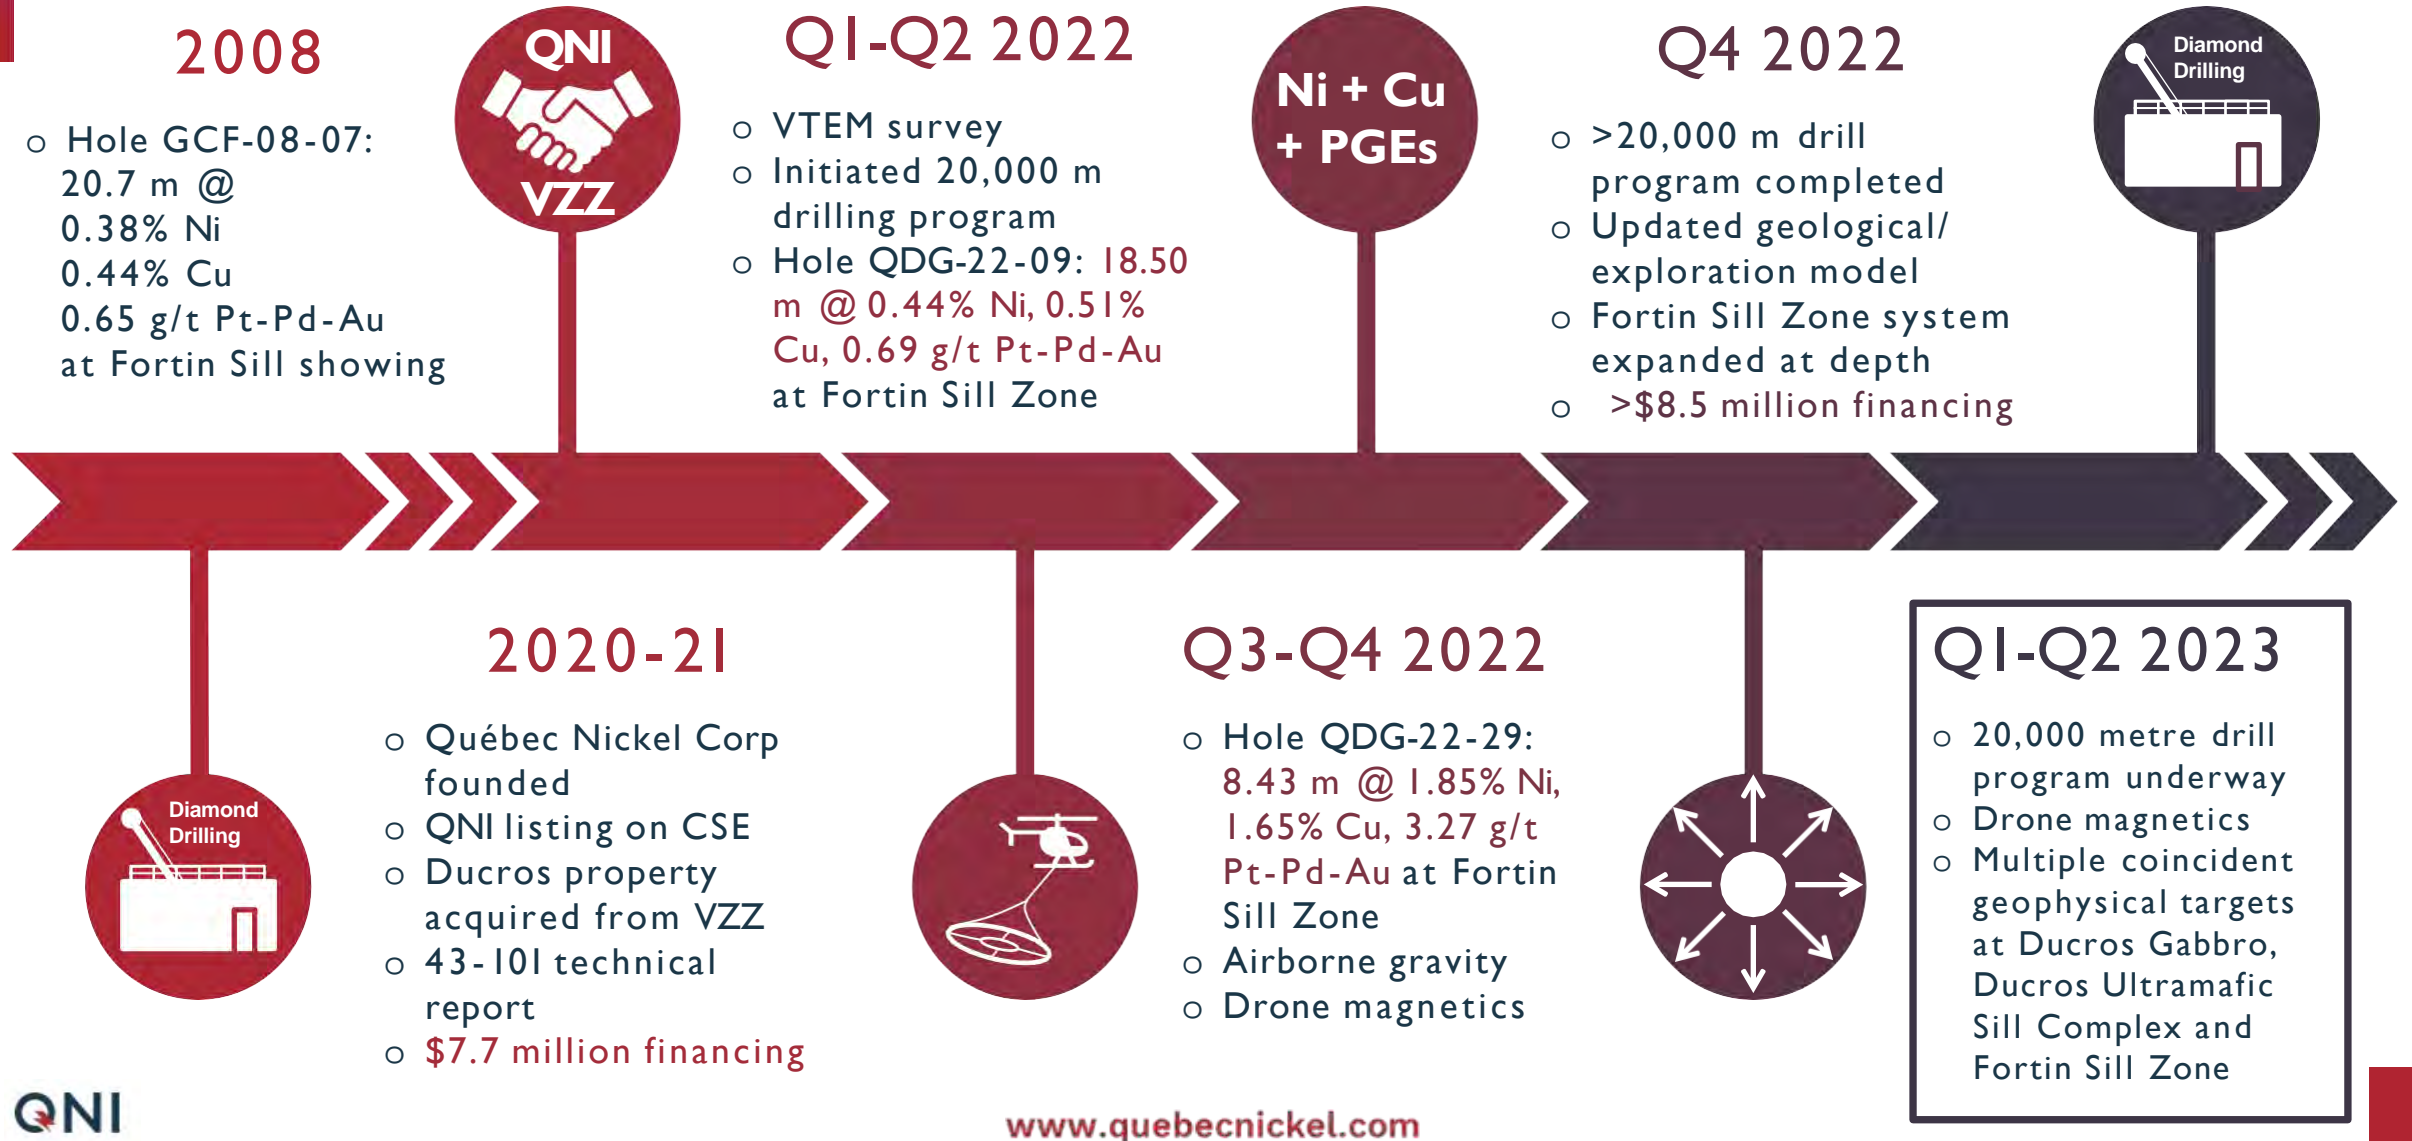 2008
o Hole GCF-08-07:
20.7 m @
0.38% Ni
0.44% Cu
0.65 g/t Pt-Pd-Au
at Fortin Sill showing
QNI
VZZ
Q1-Q2 2022
o VTEM survey
o Initiated 20,000 m
drilling program
o Hole QDG-22-09: 18.50
m @ 0.44% Ni, 0.51%
Cu, 0.69 g/t Pt-Pd-Au
at Fortin Sill Zone
Ni + Cu
+ PGEs
Q4 2022
o >20,000 m drill
program completed
o Updated geological/
exploration model
o Fortin Sill Zone system
expanded at depth
o >$8.5 million financing
Diamond
Drilling
Diamond
Drilling
2020-21
o Québec Nickel Corp
founded
o QNI listing on CSE
o Ducros property
acquired from VZZ
o 43-101 technical
report
o $7.7 million financing
Q3-Q4 2022
o Hole QDG-22-29:
8.43 m @ 1.85% Ni,
1.65% Cu, 3.27 g/t
Pt-Pd-Au at Fortin
Sill Zone
o Airborne gravity
o Drone magnetics
Q1-Q2 2023
o 20,000 metre drill
program underway
o Drone magnetics
o Multiple coincident
geophysical targets
at Ducros Gabbro,
Ducros Ultramafic
Sill Complex and
Fortin Sill Zone
QNI
www.quebecnickel.com